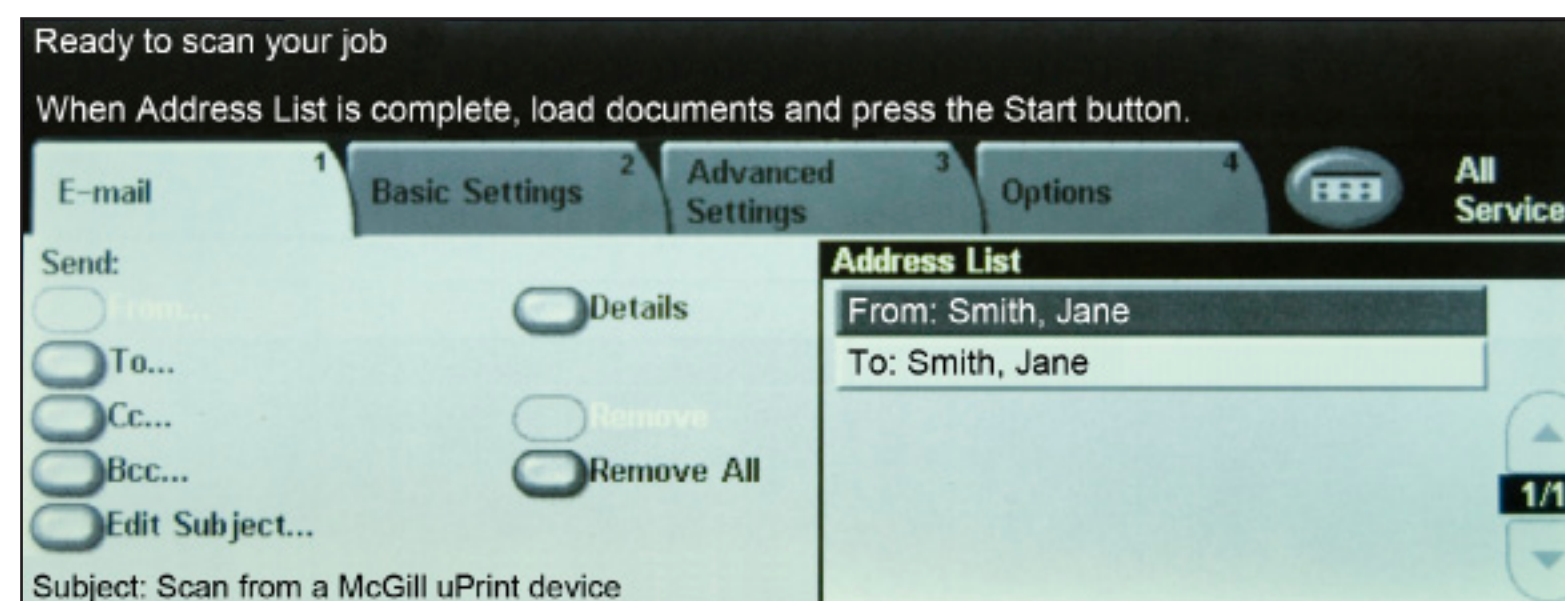 Ready to scan your job
When Address List is complete, load documents and press the Start button.
E-mail
1
Basic Settings
2
Advanced
Settings
3
Options
4
All
Service
Send:
From...
To...
Cc...
Bcc...
Edit Subject...
Subject: Scan from a McGill uPrint device
Details
Remove
Remove All
Address List
From: Smith, Jane
To: Smith, Jane
1/1